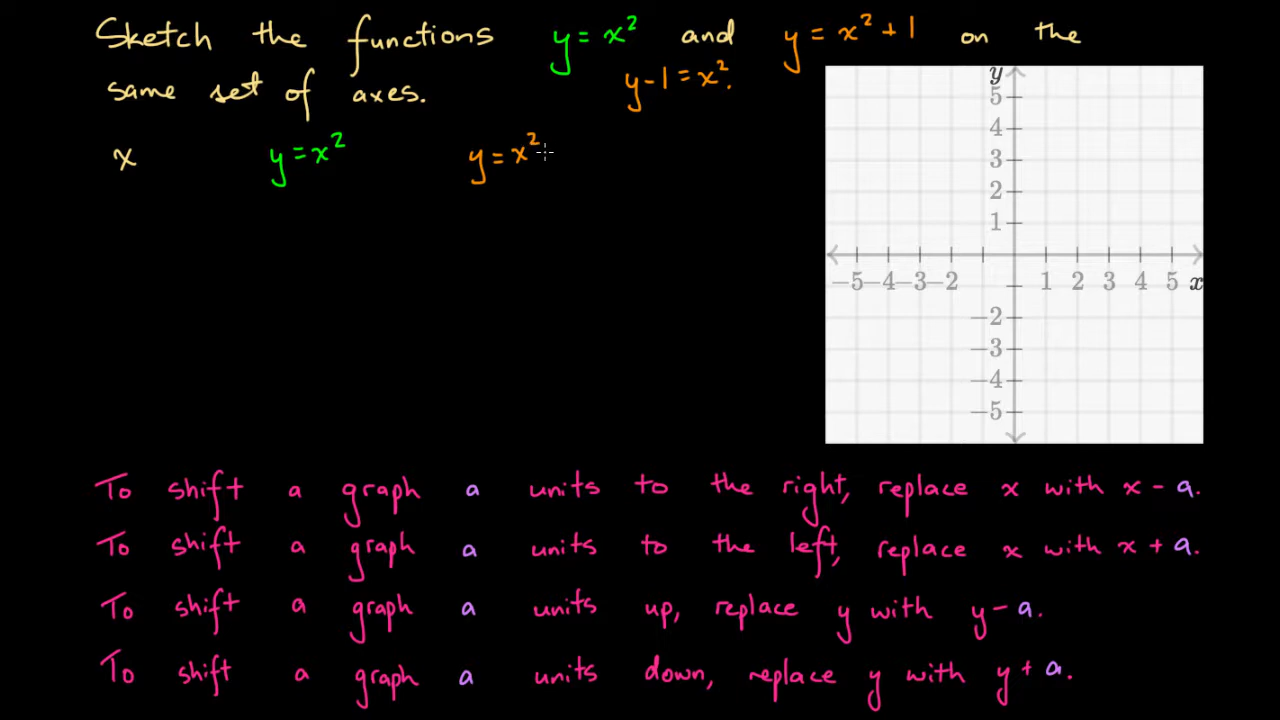 Sketch the functions y = x² and y = x² + 1 on the
same set of axes. y - 1 = x².
x y = x² y = x²
y
5
4
3
2
1
-5 -4 -3 -2 1 2 3 4 5 x
-2
-3
-4
-5
To shift a graph a units to the right, replace x with x - a.
To shift a graph a units to the left, replace x with x + a.
To shift a graph a units up, replace y with y - a.
To shift a graph a units down, replace y with y + a.